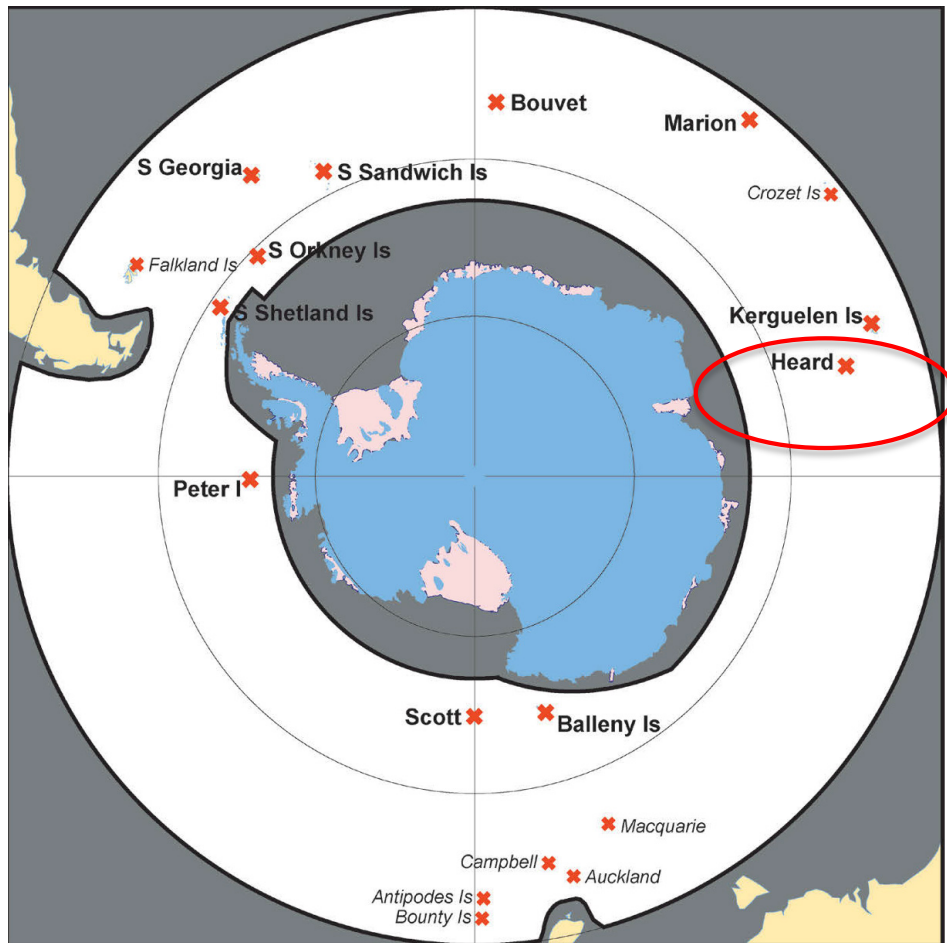 Bouvet
Marion
S Georgia
S Sandwich Is
Crozet Is
S Orkney Is
Falkland Is
S Shetland Is
Kerguelen Is
Heard
Peter I
Scott
Balleny Is
Macquarie
Campbell
Auckland
Antipodes Is
Bounty Is